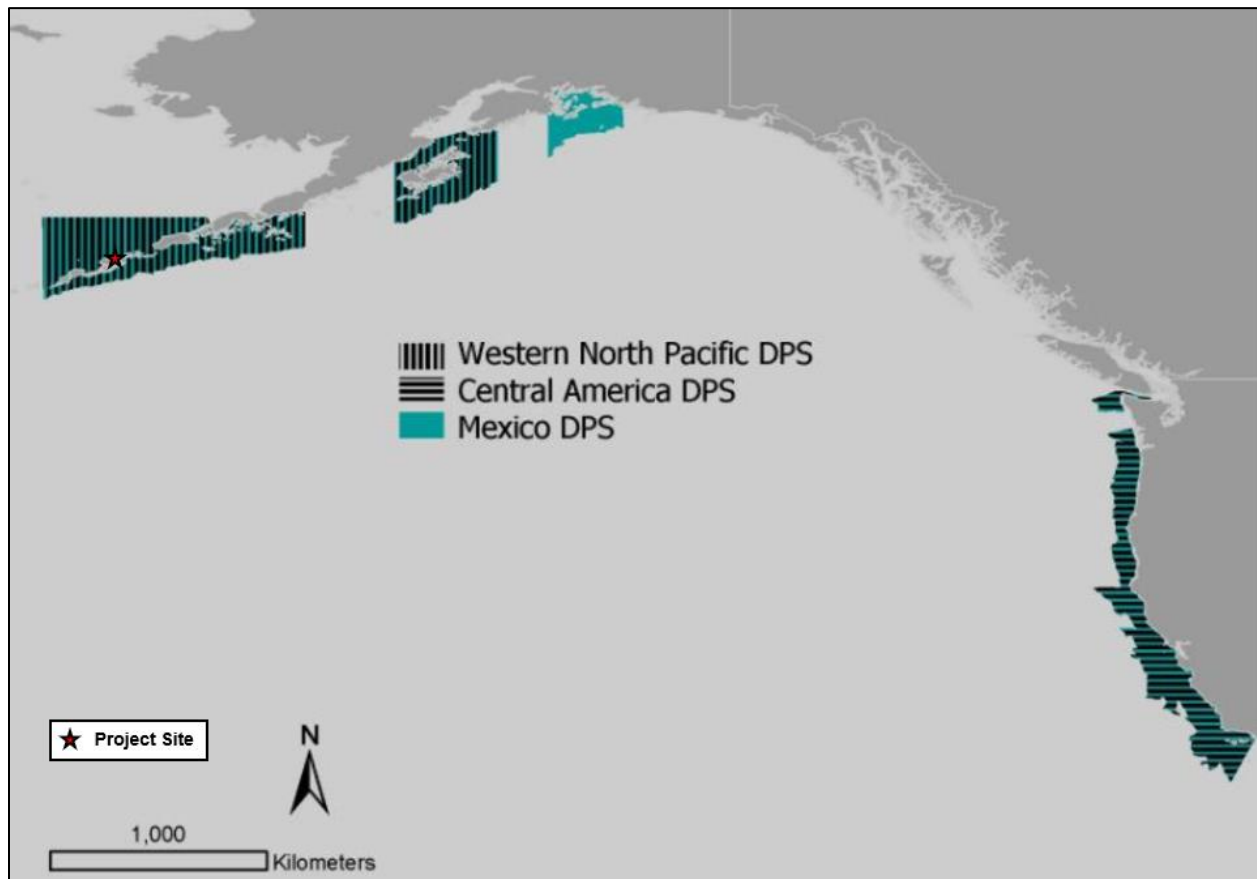 Western North Pacific DPS
Central America DPS
Mexico DPS
Project Site
N
1,000
Kilometers